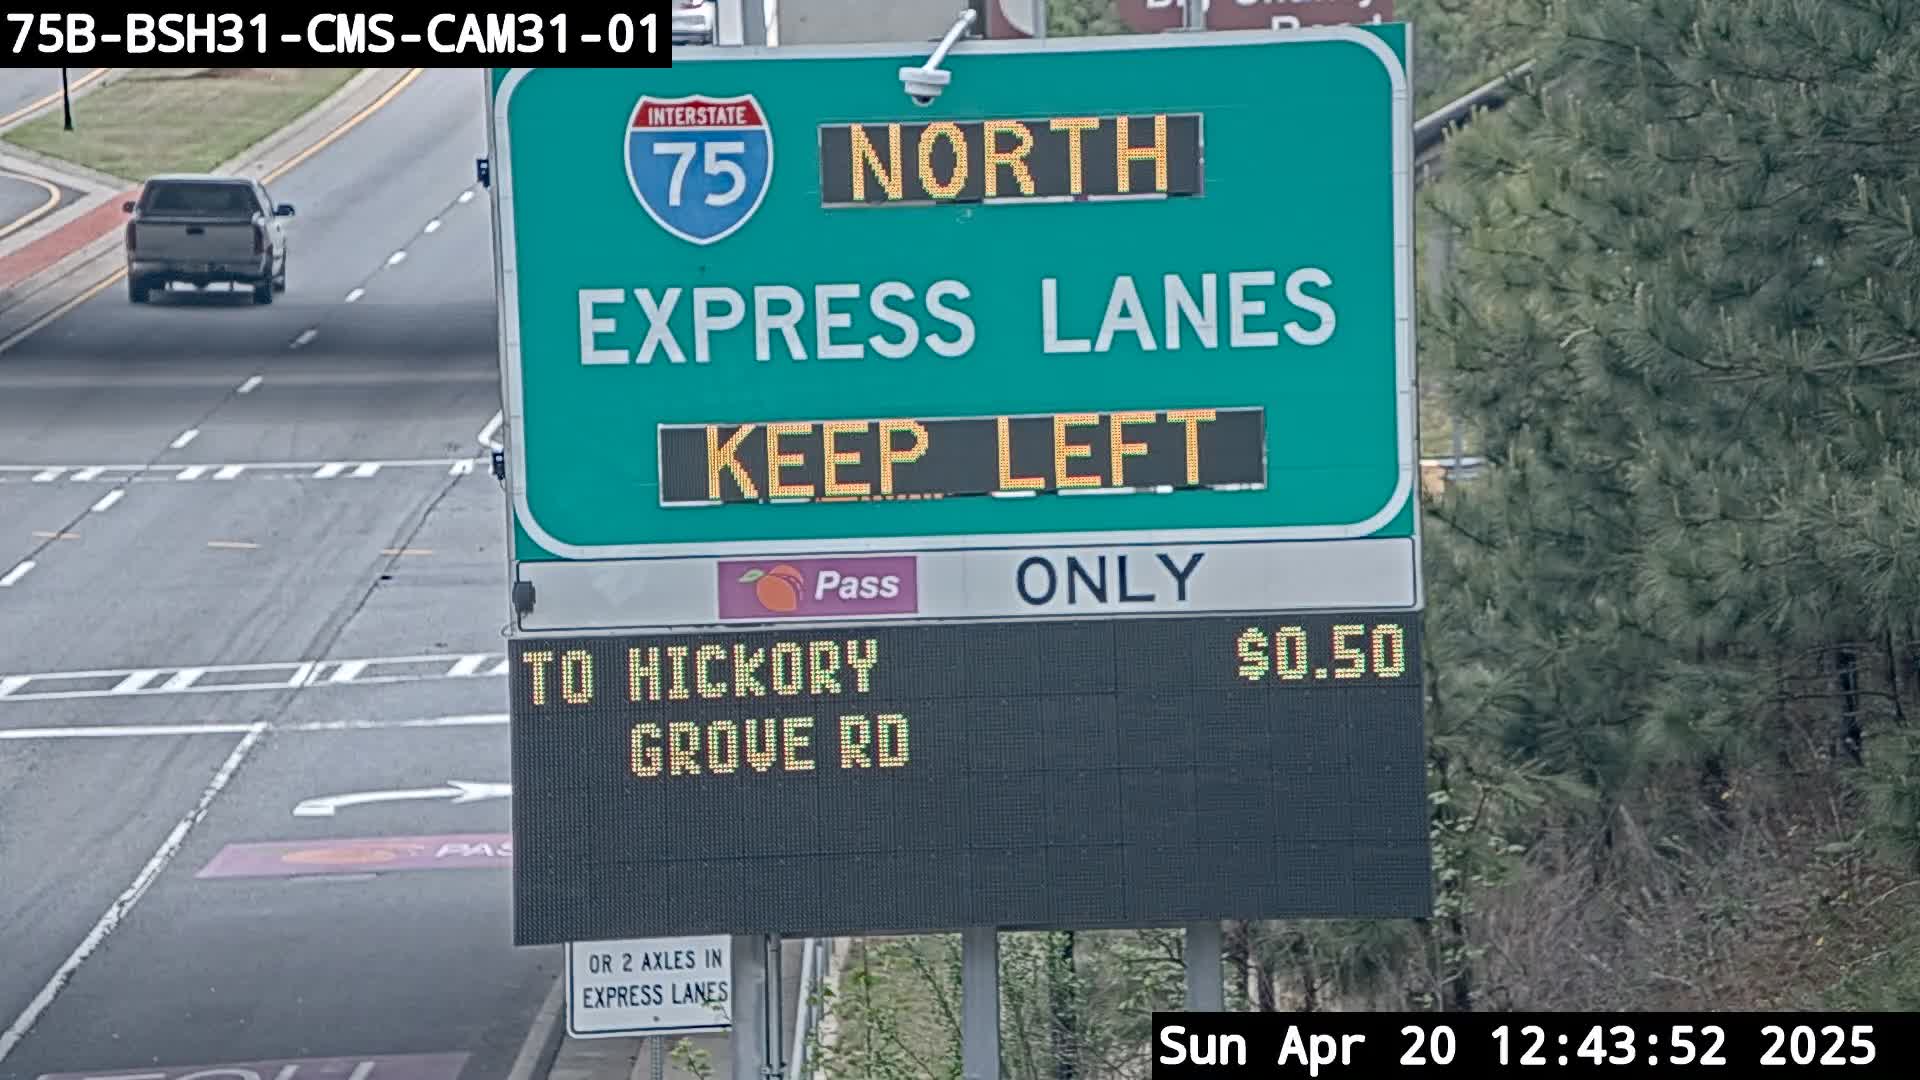 75B-BSH31-CMS-CAM31-01
Road
INTERSTATE
75
NORTH
EXPRESS LANES
KEEP LEFT
Pass
ONLY
TO HICKORY $0.50
GROVE RD
OR 2 AXLES IN
EXPRESS LANES
Sun Apr 20 12:43:52 2025